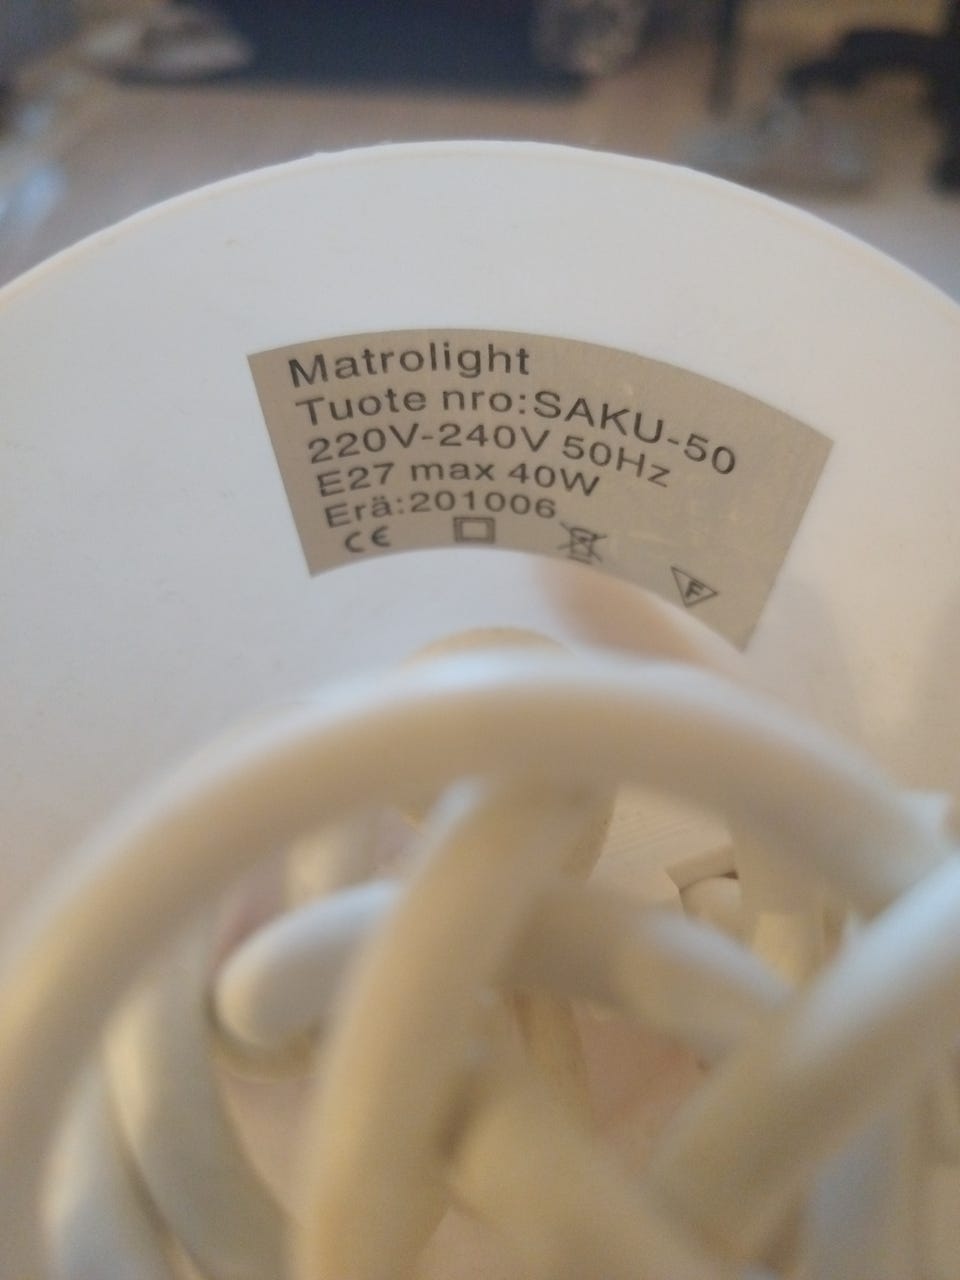 Matrolight
Tuote nro:SAKU-50
220V-240V 50Hz
E27 max 40W
Erä:201006
CE F